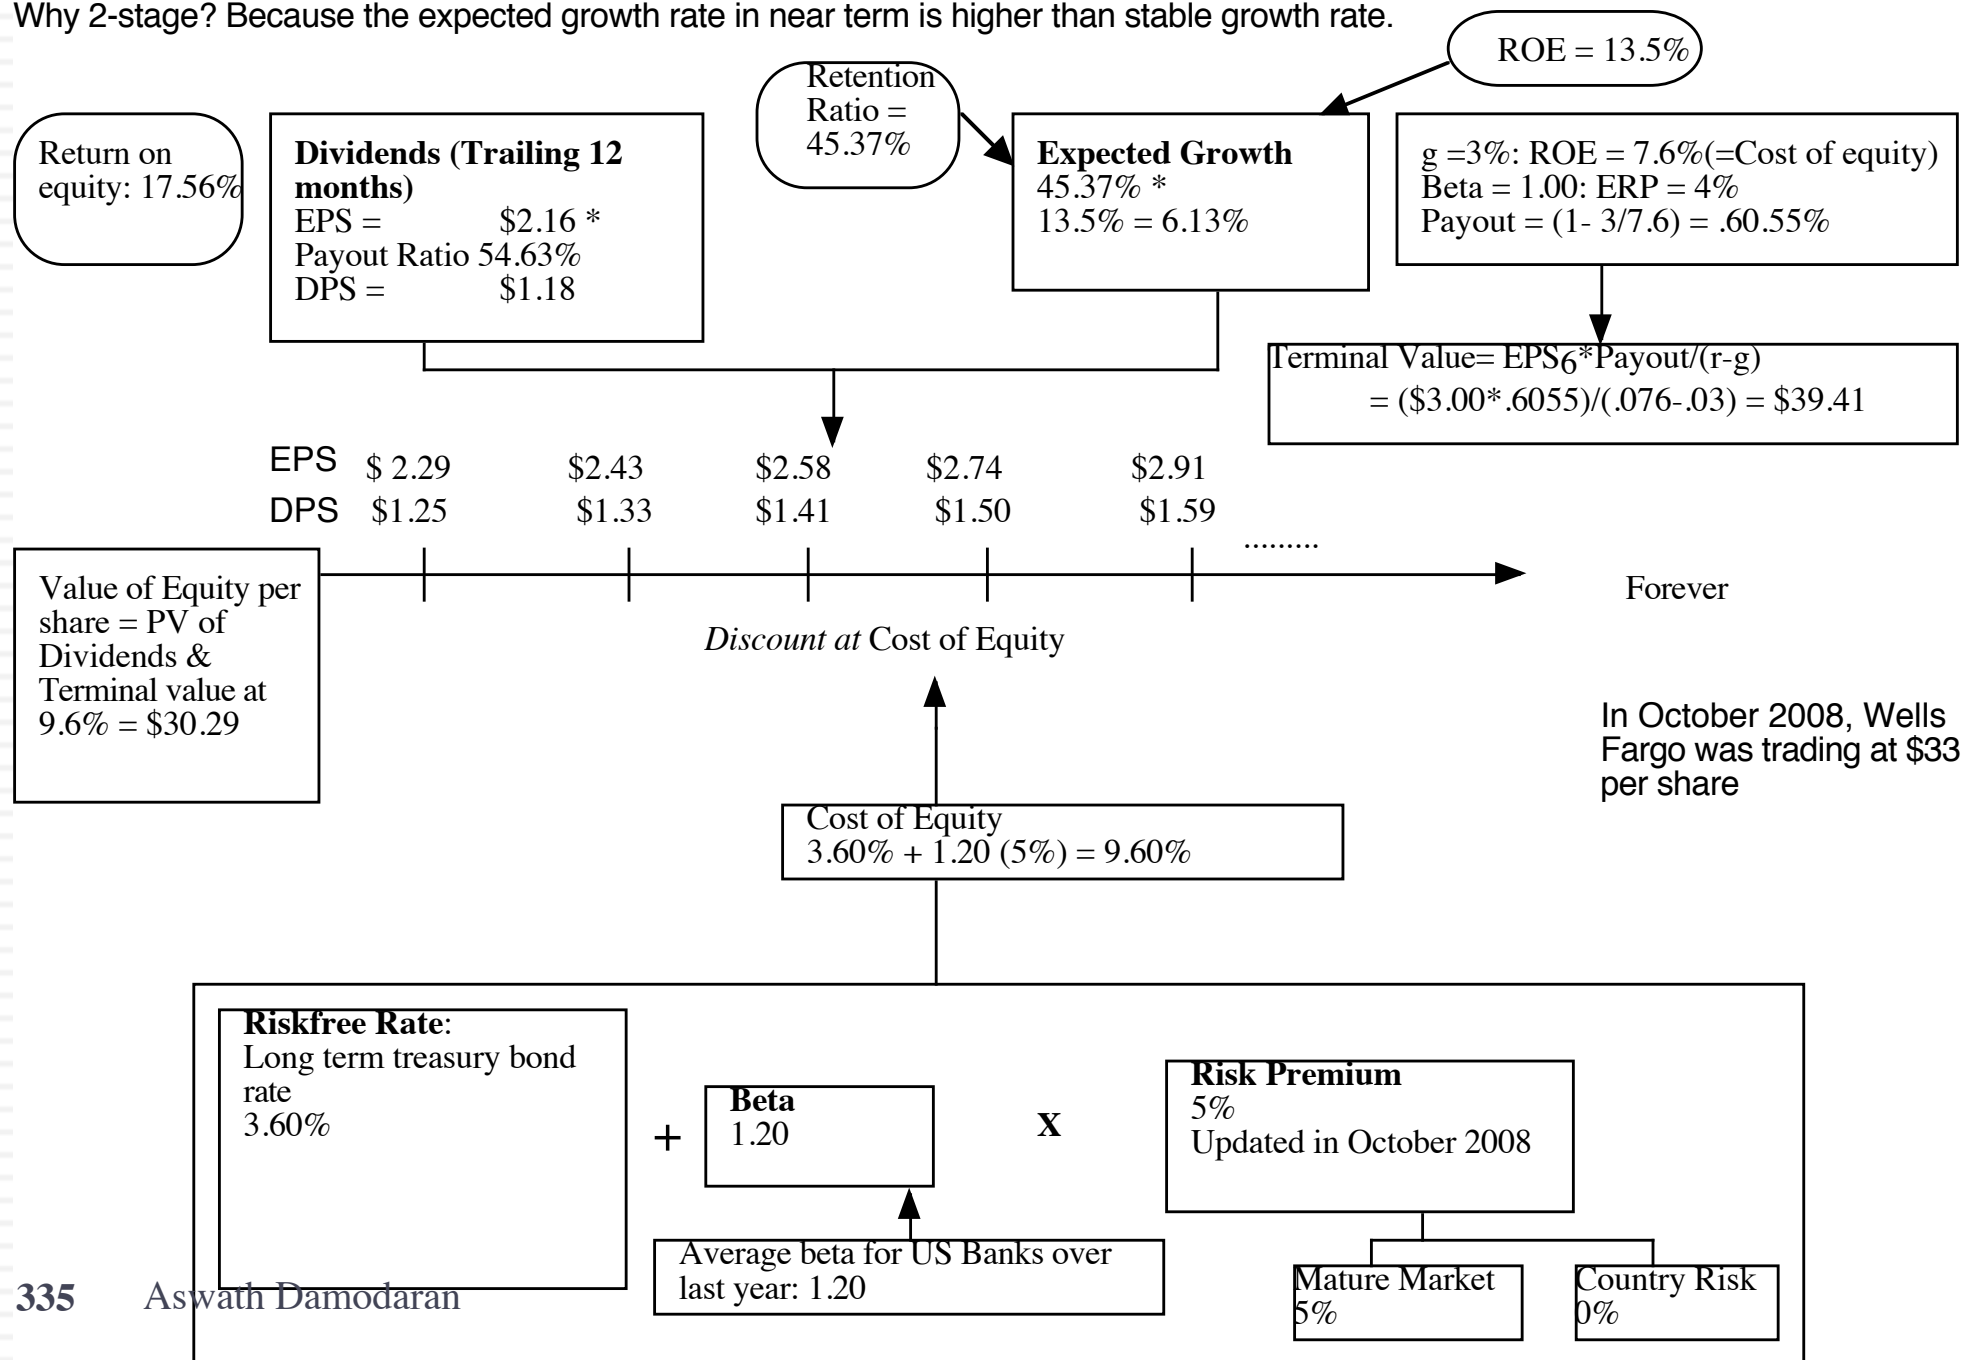 Why 2-stage? Because the expected growth rate in near term is higher than stable growth rate.
ROE = 13.5%
Retention
Ratio =
45.37%
Return on
equity: 17.56%
Dividends (Trailing 12
months)
EPS = $2.16 *
Payout Ratio 54.63%
DPS = $1.18
Expected Growth
45.37% *
13.5% = 6.13%
g =3%: ROE = 7.6%(=Cost of equity)
Beta = 1.00: ERP = 4%
Payout = (1- 3/7.6) = .60.55%
Terminal Value= EPS6*Payout/(r-g)
= ($3.00*.6055)/(.076-.03) = $39.41
EPS $ 2.29 $2.43 $2.58 $2.74 $2.91
DPS $1.25 $1.33 $1.41 $1.50 $1.59
.........
Forever
Value of Equity per
share = PV of
Dividends &
Terminal value at
9.6% = $30.29
Discount at Cost of Equity
In October 2008, Wells
Fargo was trading at $33
per share
Cost of Equity
3.60% + 1.20 (5%) = 9.60%
Riskfree Rate:
Long term treasury bond
rate
3.60%
+
Beta
1.20
X
Risk Premium
5%
Updated in October 2008
Average beta for US Banks over
last year: 1.20
Mature Market
5%
Country Risk
0%
335 Aswath Damodaran